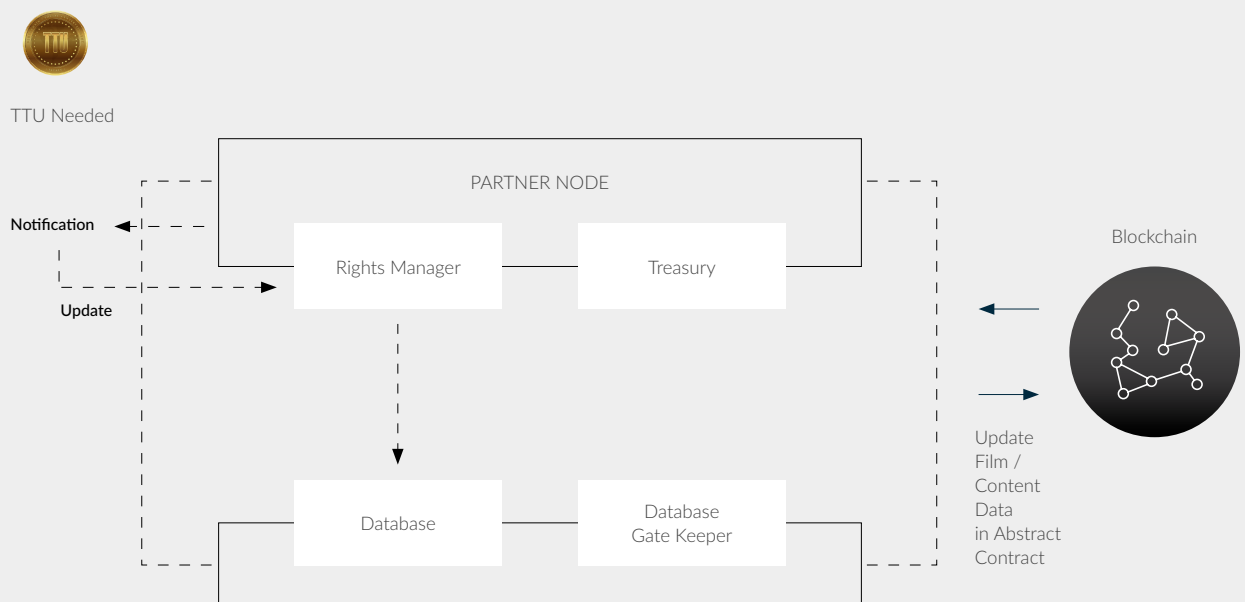 TTU
TTU Needed
PARTNER NODE
Notification
Rights Manager
Treasury
Blockchain
Update
Update
Film /
Content
Data
in Abstract
Contract
Database
Database
Gate Keeper